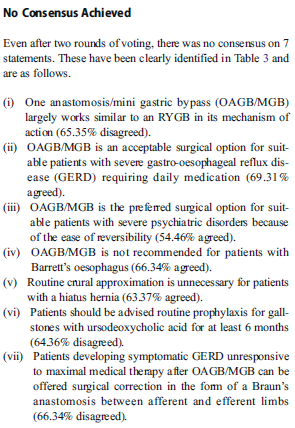 No Consensus Achieved
Even after two rounds of voting, there was no consensus on 7
statements. These have been clearly identified in Table 3 and
are as follows.
(i) One anastomosis/mini gastric bypass (OAGB/MGB)
largely works similar to an RYGB in its mechanism of
action (65.35% disagreed).
(ii) OAGB/MGB is an acceptable surgical option for suit-
able patients with severe gastro-oesophageal reflux dis-
ease (GERD) requiring daily medication (69.31%
agreed).
(iii) OAGB/MGB is the preferred surgical option for suit-
able patients with severe psychiatric disorders because
of the ease of reversibility (54.46% agreed).
(iv) OAGB/MGB is not recommended for patients with
Barrett's oesophagus (66.34% agreed).
(v) Routine crural approximation is unnecessary for patients
with a hiatus hernia (63.37% agreed).
(vi) Patients should be advised routine prophylaxis for gall-
stones with ursodeoxycholic acid for at least 6 months
(64.36% disagreed).
(vii) Patients developing symptomatic GERD unresponsive
to maximal medical therapy after OAGB/MGB can be
offered surgical correction in the form of a Braun's
anastomosis between afferent and efferent limbs
(66.34% disagreed).